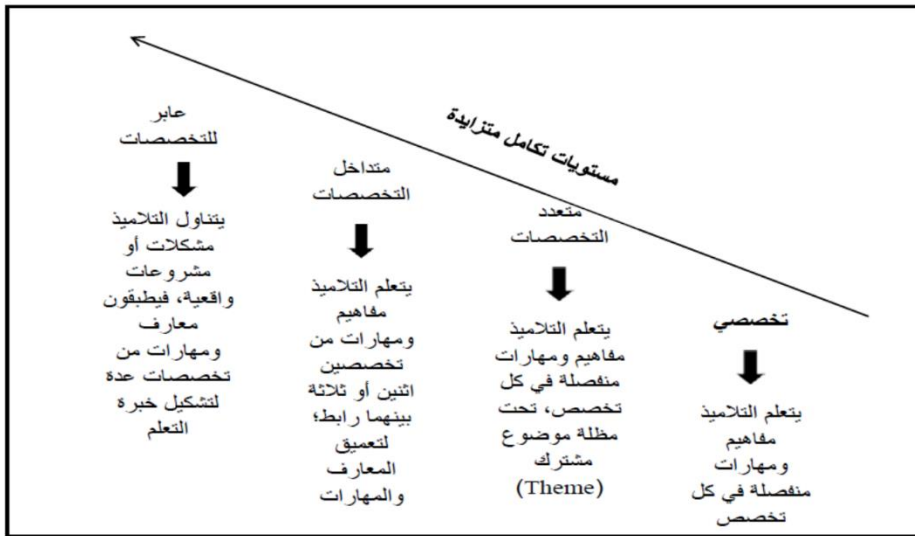 مستويات تكامل متزايدة
تخصصي
يتعلم التلاميذ
مفاهيم
ومهارات
منفصلة في كل
تخصص
متعدد
التخصصات
يتعلم التلاميذ
مفاهيم ومهارات
منفصلة في كل
تخصص، تحت
مظلة موضوع
مشترك
(Theme)
متداخل
التخصصات
يتعلم التلاميذ
مفاهيم
ومهارات من
تخصصين
اثنين أو ثلاثة
بينهما رابط؛
لتعميق
المعارف
والمهارات
عابر
للتخصصات
يتناول التلاميذ
مشكلات أو
مشروعات
واقعية، فيطبقون
معارف
ومهارات من
تخصصات عدة
لتشكيل خبرة
التعلم